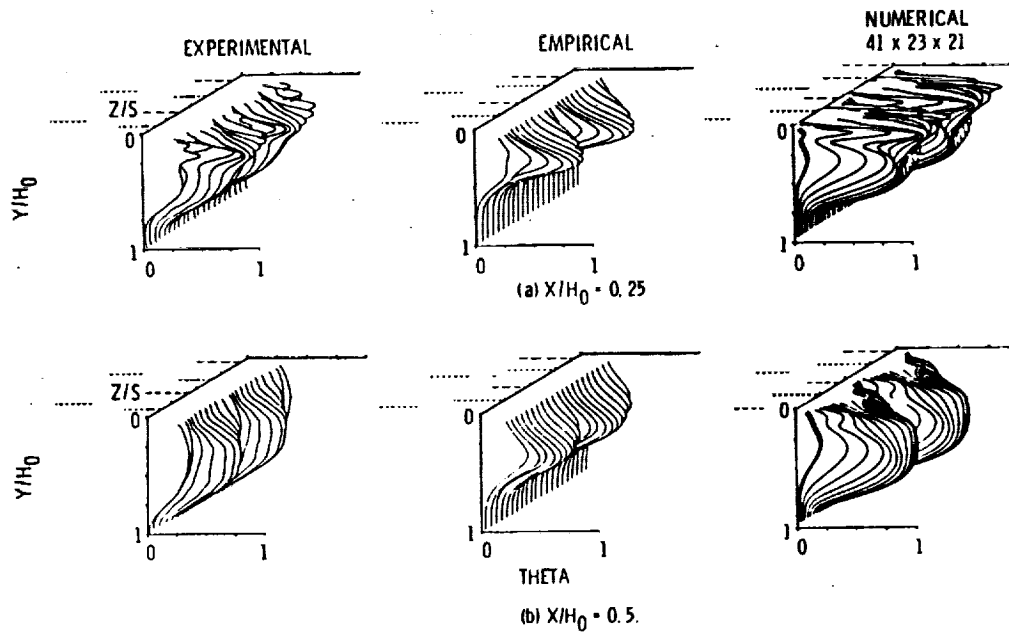 EXPERIMENTAL
EMPIRICAL
NUMERICAL
41 x 23 x 21
Z/S
0
0
0
Y/H0
1
1
1
0 1
0 1
0 1
(a) X/H0 = 0.25
Z/S
0
0
0
Y/H0
1
1
1
0 1
0 1
0 1
THETA
(b) X/H0 = 0.5.